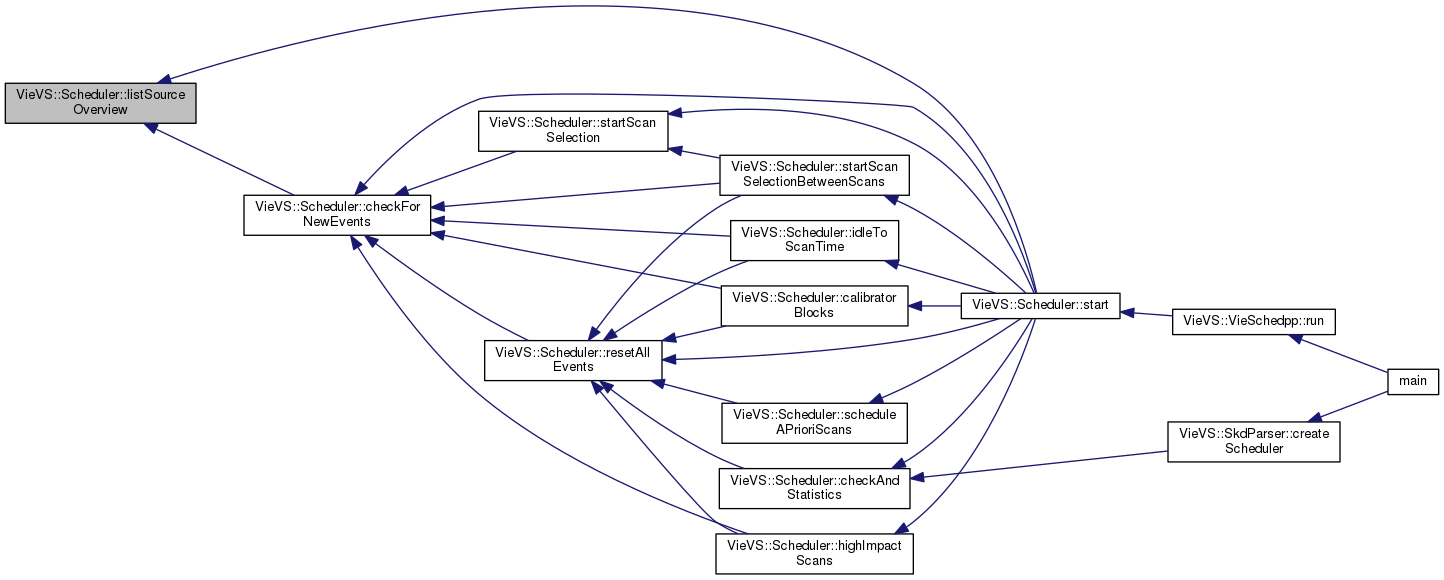 VieVS::Scheduler::listSource
Overview
VieVS::Scheduler::checkFor
NewEvents
VieVS::Scheduler::startScan
Selection
VieVS::Scheduler::startScan
SelectionBetweenScans
VieVS::Scheduler::idleTo
ScanTime
VieVS::Scheduler::calibrator
Blocks
VieVS::Scheduler::resetAll
Events
VieVS::Scheduler::schedule
APrioriScans
VieVS::Scheduler::checkAnd
Statistics
VieVS::Scheduler::highImpact
Scans
VieVS::Scheduler::start
VieVS::VieSchedpp::run
VieVS::SkdParser::create
Scheduler
main